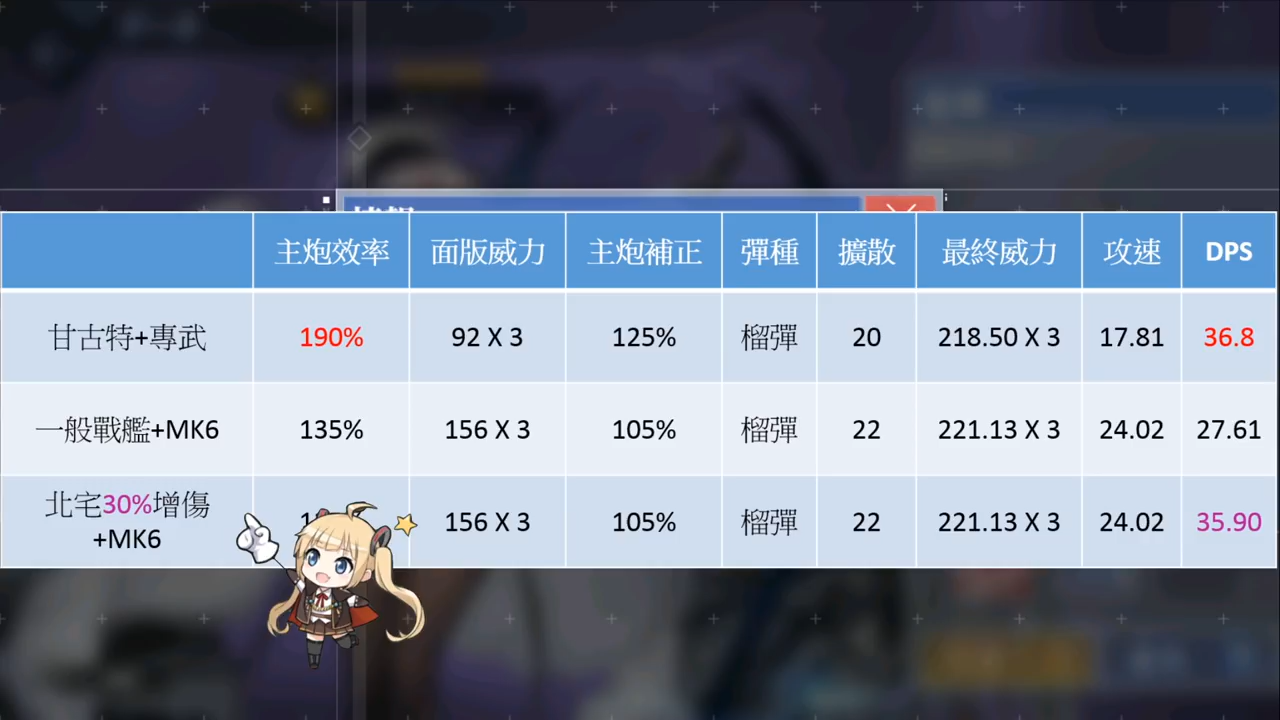 主炮效率 面版威力 主炮補正 彈種 擴散 最終威力 攻速 DPS
甘古特+專武 190% 92 X 3 125% 榴彈 20 218.50 X 3 17.81 36.8
一般戰艦+MK6 135% 156 X 3 105% 榴彈 22 221.13 X 3 24.02 27.61
北宅30%增傷
+MK6 156 X 3 105% 榴彈 22 221.13 X 3 24.02 35.90